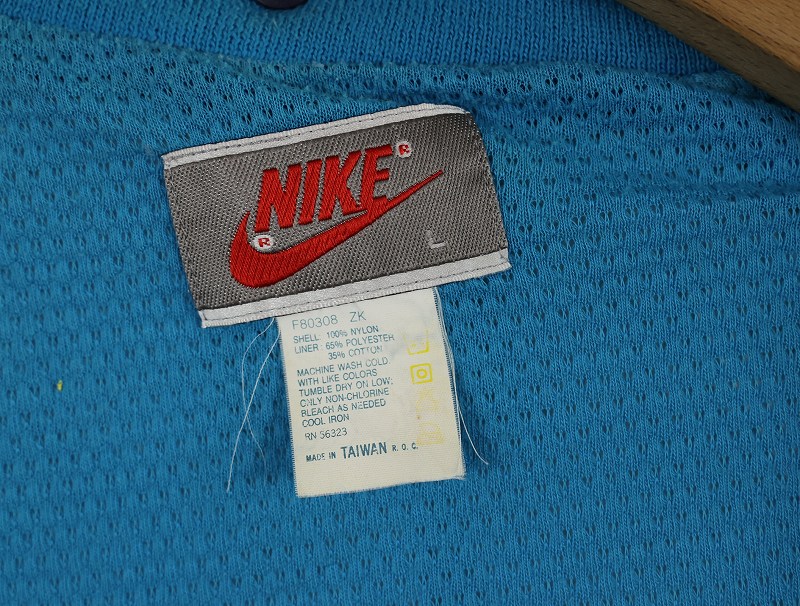 NIKE®
®
L
F80308 ZK
SHELL: 100% NYLON
LINER: 65% POLYESTER
35% COTTON
MACHINE WASH COLD.
WITH LIKE COLORS
TUMBLE DRY ON LOW.
ONLY NON-CHLORINE
BLEACH AS NEEDED
COOL IRON
RN 56323
MADE IN TAIWAN R. O. C.